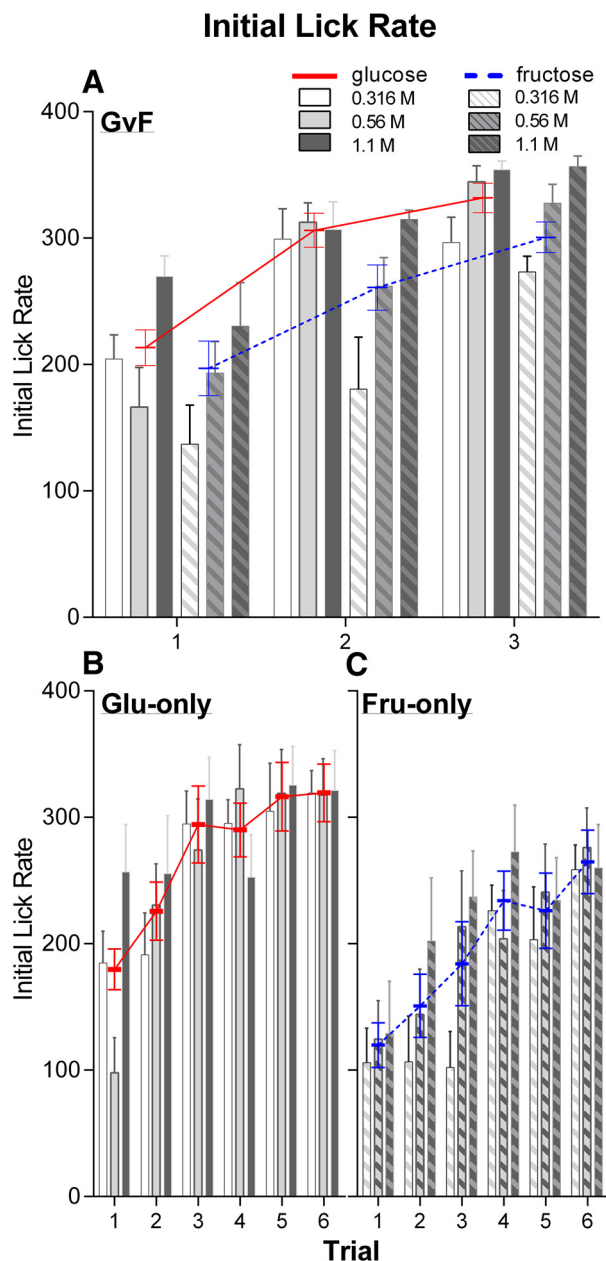 Initial Lick Rate
A
glucose fructose
0.316 M 0.316 M
0.56 M 0.56 M
1.1 M 1.1 M
GvF
400
300
200
100
0
Initial Lick Rate
1 2 3
B C
Glu-only Fru-only
400
300
200
100
0
Initial Lick Rate
1 2 3 4 5 6 1 2 3 4 5 6
Trial